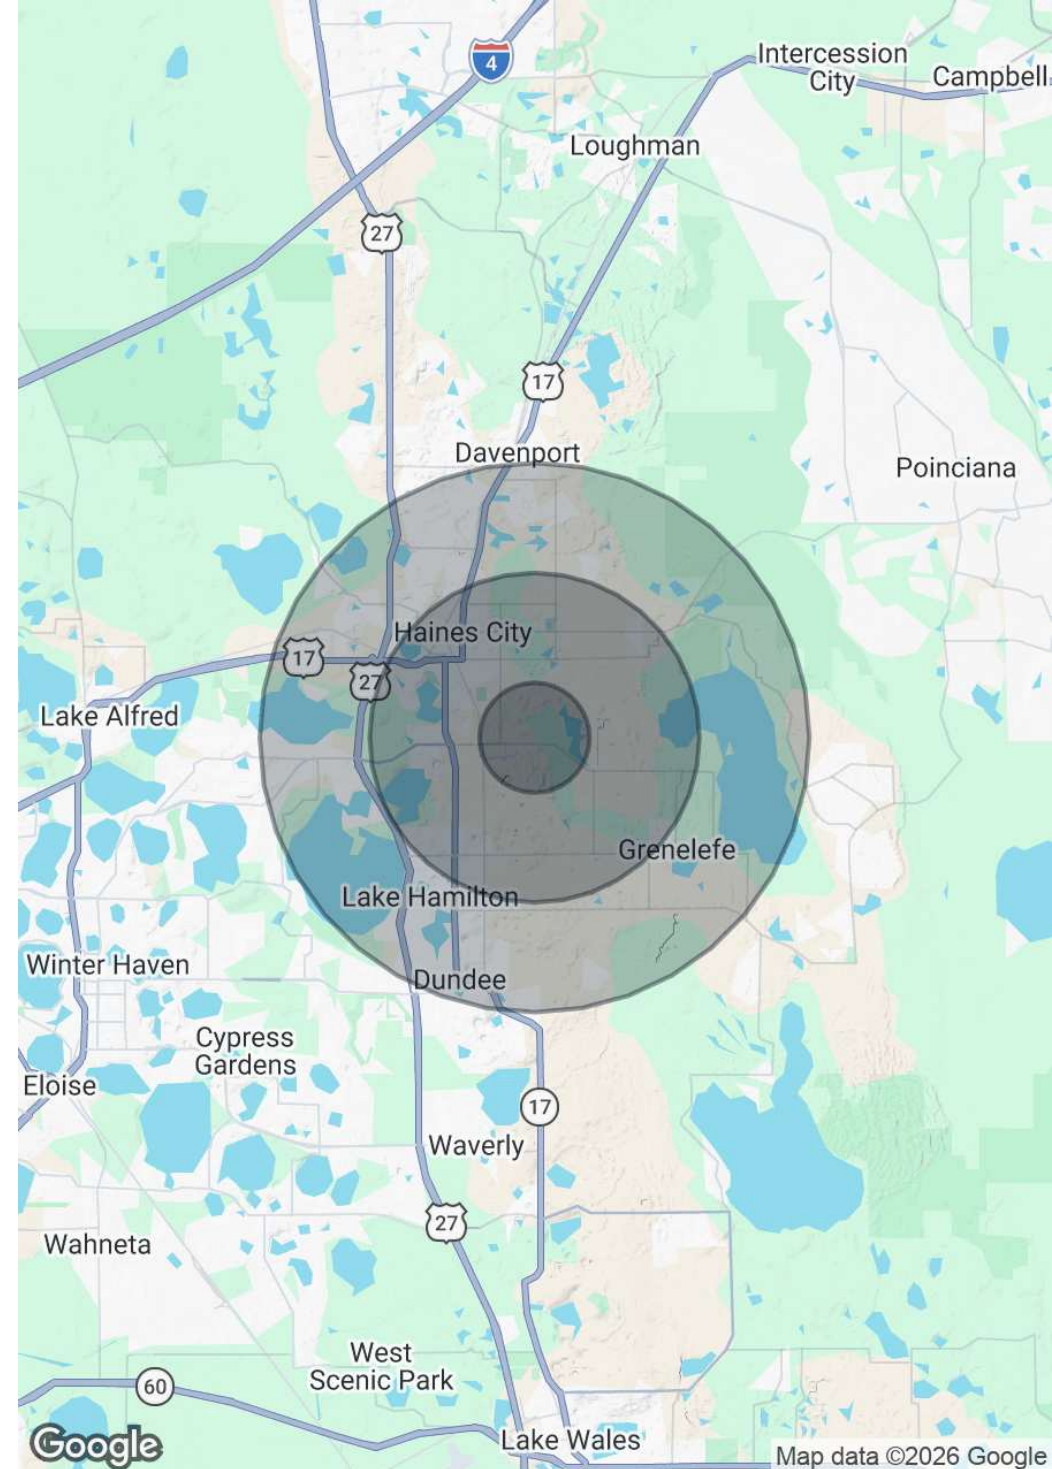 4
Intercession
City
Campbell
Loughman
27
17
Davenport
Poinciana
Haines City
17
27
Lake Alfred
Grenelefe
Lake Hamilton
Winter Haven
Dundee
Cypress
Gardens
Eloise
17
Waverly
27
Wahneta
West
Scenic Park
60
Lake Wales
Google
Map data ©2026 Google